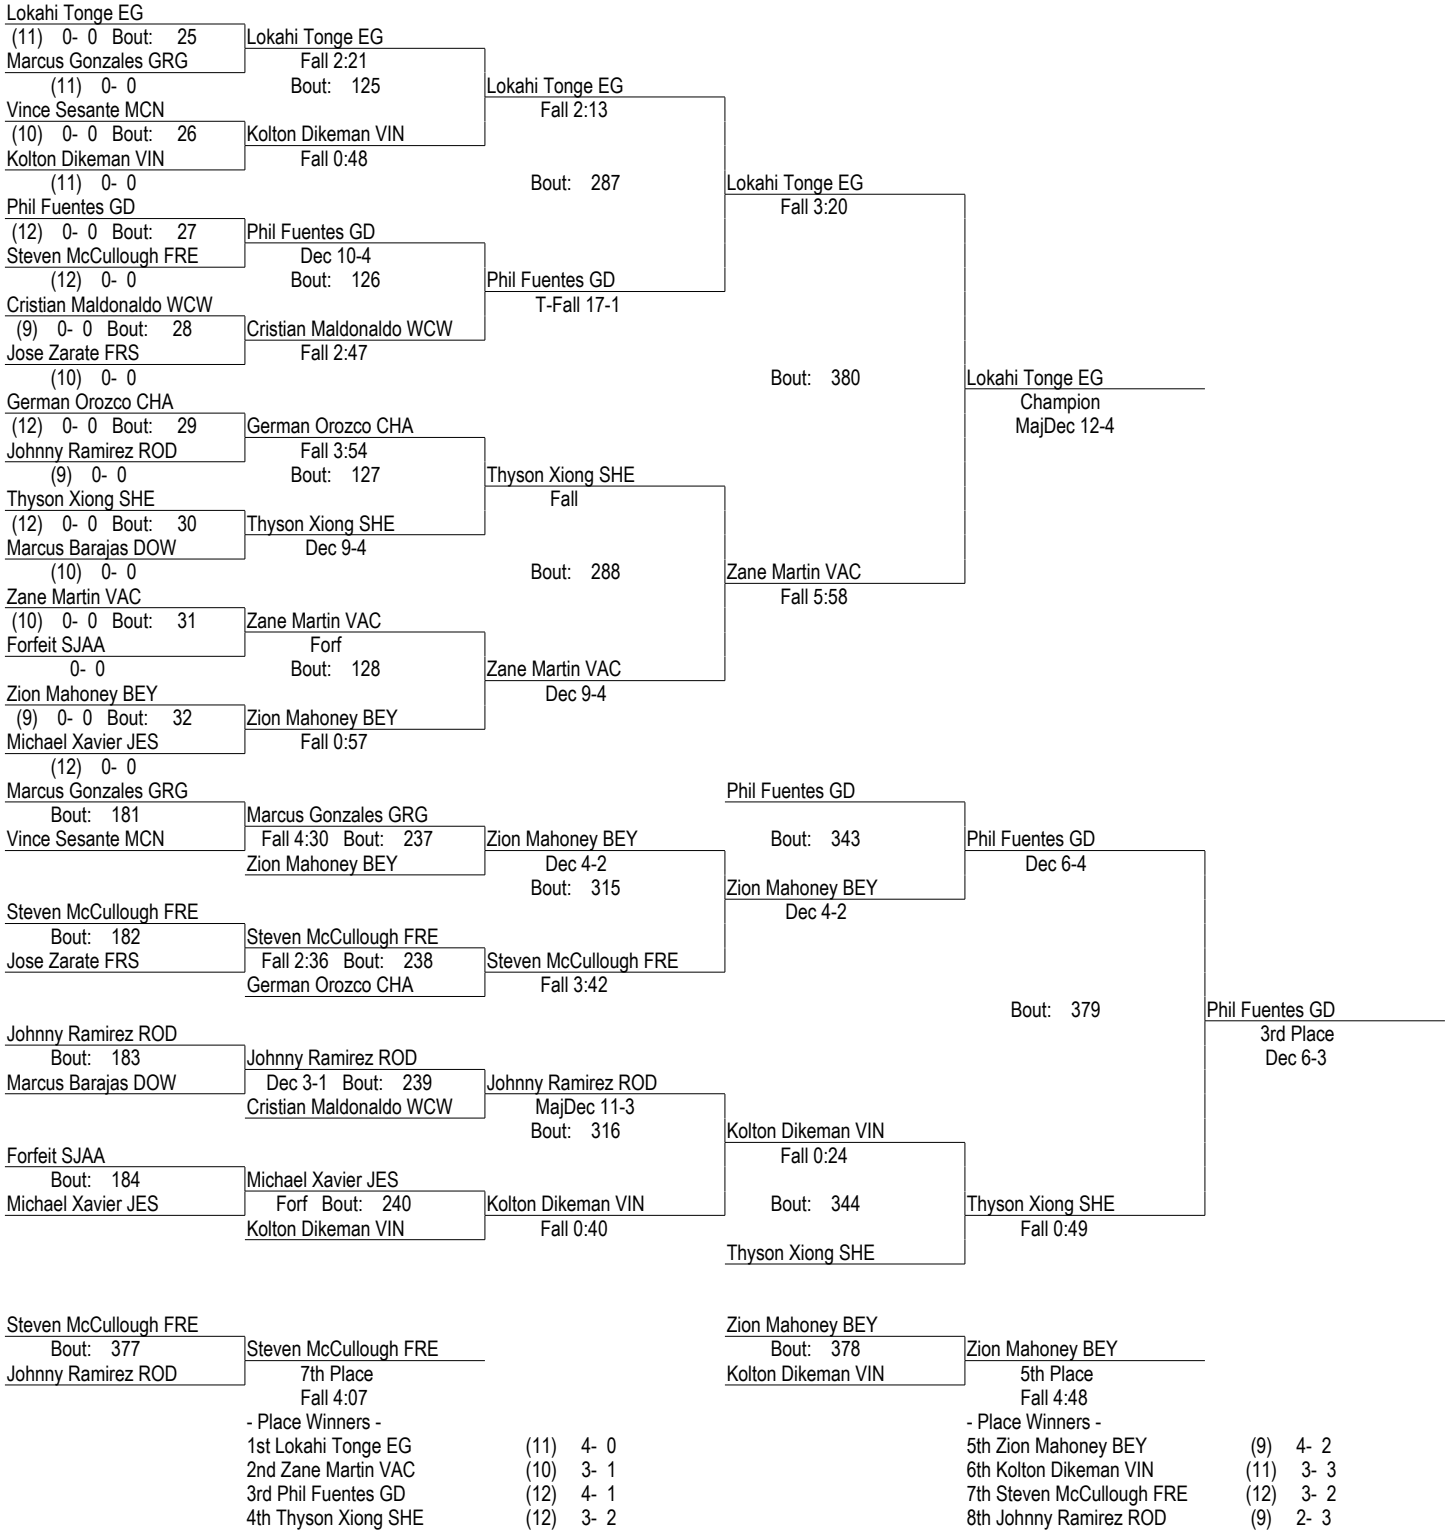 Lokahi Tonge EG
(11) 0- 0 Bout: 25 Lokahi Tonge EG
Marcus Gonzales GRG Fall 2:21
(11) 0- 0 Bout: 125 Lokahi Tonge EG
Vince Sesante MCN Fall 2:13
(10) 0- 0 Bout: 26 Kolton Dikeman VIN
Kolton Dikeman VIN Fall 0:48
(11) 0- 0 Bout: 287 Lokahi Tonge EG
Phil Fuentes GD Fall 3:20
(12) 0- 0 Bout: 27 Phil Fuentes GD
Steven McCullough FRE Dec 10-4
(12) 0- 0 Bout: 126 Phil Fuentes GD
Cristian Maldonaldo WCW T-Fall 17-1
(9) 0- 0 Bout: 28 Cristian Maldonaldo WCW
Jose Zarate FRS Fall 2:47
(10) 0- 0 Bout: 380 Lokahi Tonge EG
German Orozco CHA Champion
(12) 0- 0 Bout: 29 German Orozco CHA MajDec 12-4
Johnny Ramirez ROD Fall 3:54
(9) 0- 0 Bout: 127 Thyson Xiong SHE
Thyson Xiong SHE Fall
(12) 0- 0 Bout: 30 Thyson Xiong SHE
Marcus Barajas DOW Dec 9-4
(10) 0- 0 Bout: 288 Zane Martin VAC
Zane Martin VAC Fall 5:58
(10) 0- 0 Bout: 31 Zane Martin VAC
Forfeit SJAA Forf
0- 0 Bout: 128 Zane Martin VAC
Zion Mahoney BEY Dec 9-4
(9) 0- 0 Bout: 32 Zion Mahoney BEY
Michael Xavier JES Fall 0:57
(12) 0- 0
Marcus Gonzales GRG Phil Fuentes GD
Bout: 181 Marcus Gonzales GRG
Vince Sesante MCN Fall 4:30 Bout: 237 Zion Mahoney BEY Bout: 343 Phil Fuentes GD
Zion Mahoney BEY Dec 4-2 Dec 6-4
Bout: 315 Zion Mahoney BEY
Steven McCullough FRE Dec 4-2
Bout: 182 Steven McCullough FRE
Jose Zarate FRS Fall 2:36 Bout: 238 Steven McCullough FRE
German Orozco CHA Fall 3:42
Bout: 379 Phil Fuentes GD
Johnny Ramirez ROD 3rd Place
Bout: 183 Johnny Ramirez ROD Dec 6-3
Marcus Barajas DOW Dec 3-1 Bout: 239 Johnny Ramirez ROD
Cristian Maldonaldo WCW MajDec 11-3
Bout: 316 Kolton Dikeman VIN
Forfeit SJAA Fall 0:24
Bout: 184 Michael Xavier JES
Michael Xavier JES Forf Bout: 240 Kolton Dikeman VIN Bout: 344 Thyson Xiong SHE
Kolton Dikeman VIN Fall 0:40 Fall 0:49
Thyson Xiong SHE
Steven McCullough FRE Zion Mahoney BEY
Bout: 377 Steven McCullough FRE Bout: 378 Zion Mahoney BEY
Johnny Ramirez ROD 7th Place Kolton Dikeman VIN 5th Place
Fall 4:07 Fall 4:48
- Place Winners - - Place Winners -
1st Lokahi Tonge EG (11) 4- 0 5th Zion Mahoney BEY (9) 4- 2
2nd Zane Martin VAC (10) 3- 1 6th Kolton Dikeman VIN (11) 3- 3
3rd Phil Fuentes GD (12) 4- 1 7th Steven McCullough FRE (12) 3- 2
4th Thyson Xiong SHE (12) 3- 2 8th Johnny Ramirez ROD (9) 2- 3